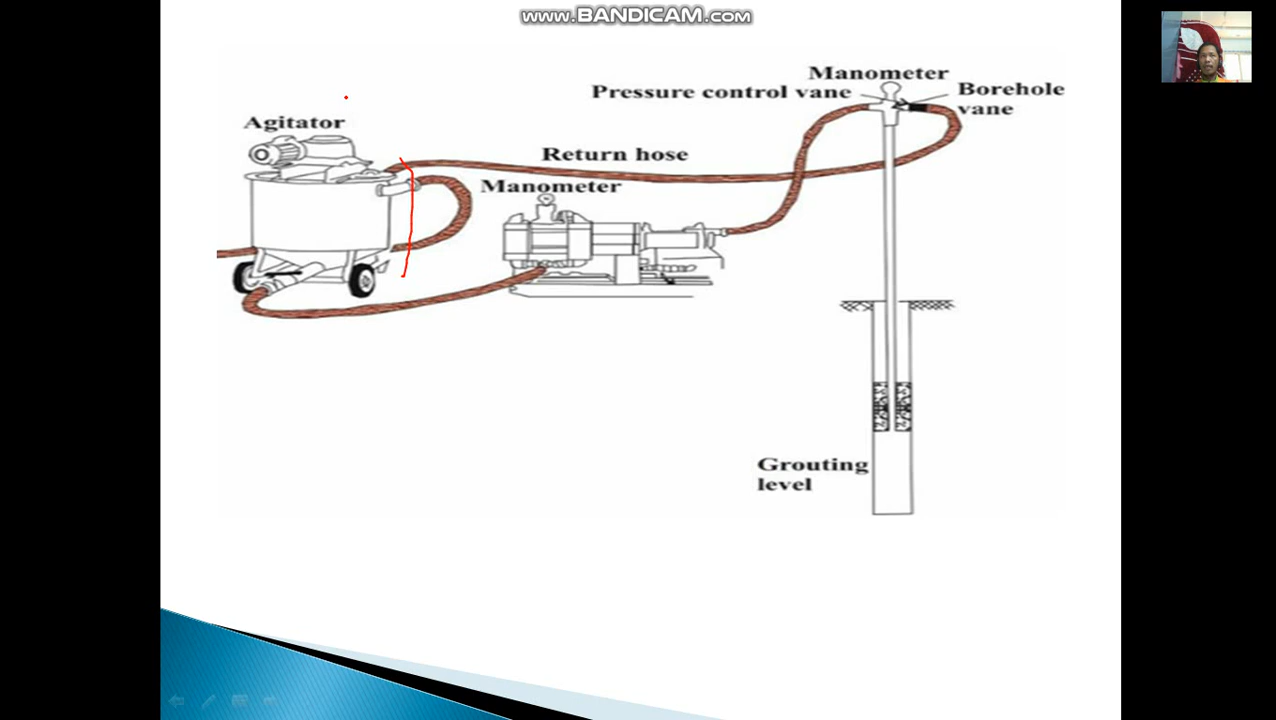 www.BANDICAM.com
Manometer
Pressure control vane
Borehole
vane
Agitator
Return hose
Manometer
Grouting
level